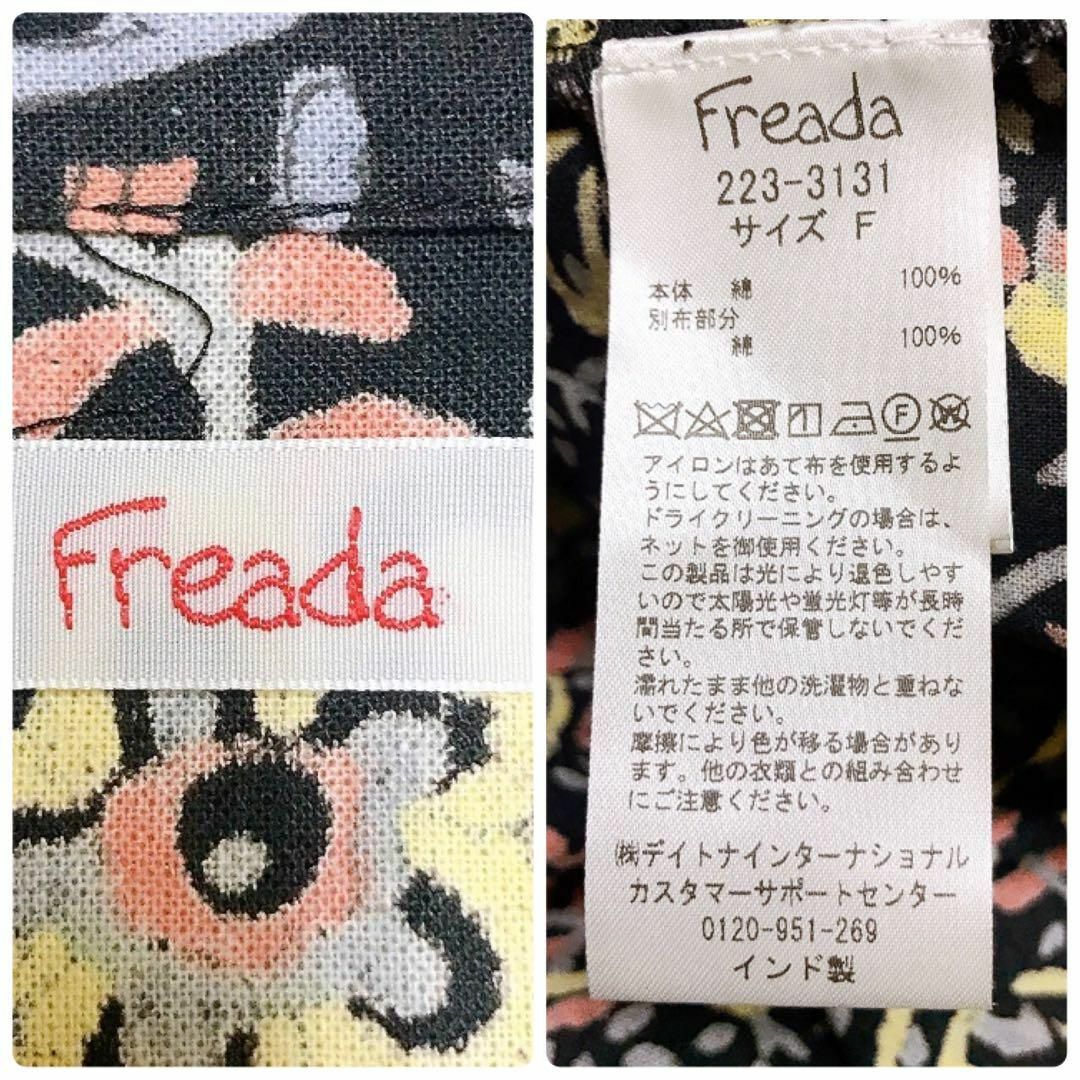 Freada
Freada
223-3131
サイズ F
本体 綿 100%
別布部分
綿 100%
F
W
アイロンはあて布を使用するよ
うにしてください。
ドライクリーニングの場合は、
ネットを御使用ください。
この製品は光により退色しやす
いので太陽光や蛍光灯等が長時
間当たる所で保管しないでくだ
さい。
濡れたまま他の洗濯物と重ねな
いでください。
摩擦により色が移る場合があり
ます。他の衣類との組み合わせ
にご注意ください。
㈱デイトナインターナショナル
カスタマーサポートセンター
0120-951-269
インド製